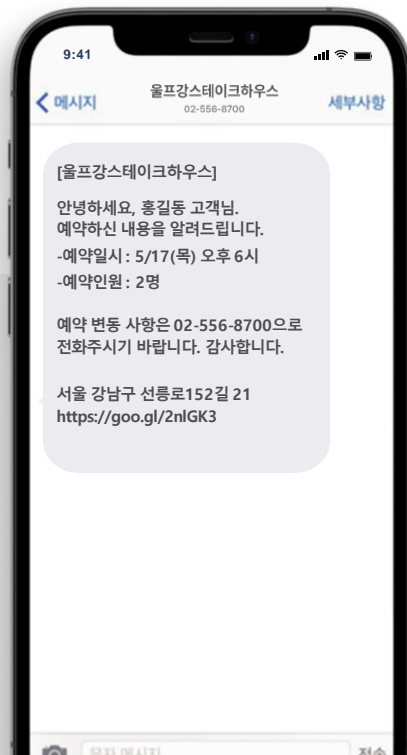 9:41
메시지
울프강스테이크하우스
02-556-8700
세부사항
[울프강스테이크하우스]
안녕하세요, 홍길동 고객님.
예약하신 내용을 알려드립니다.
-예약일시 : 5/17(목) 오후 6시
-예약인원 : 2명
예약 변동 사항은 02-556-8700으로
전화주시기 바랍니다. 감사합니다.
서울 강남구 선릉로152길 21
https://goo.gl/2nlGK3
문자 메시지
전송